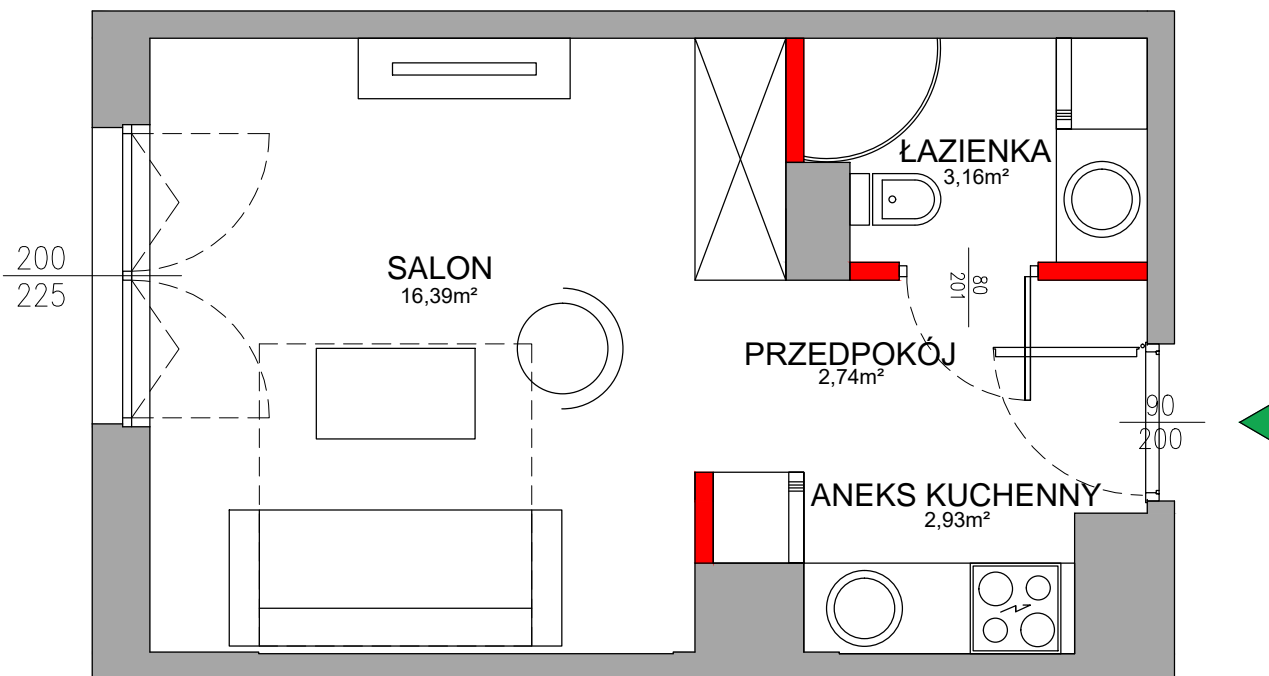 ŁAZIENKA
3,16m²
200
225
SALON
16,39m²
80
201
PRZEDPOKÓJ
2,74m²
90
200
ANEKS KUCHENNY
2,93m²